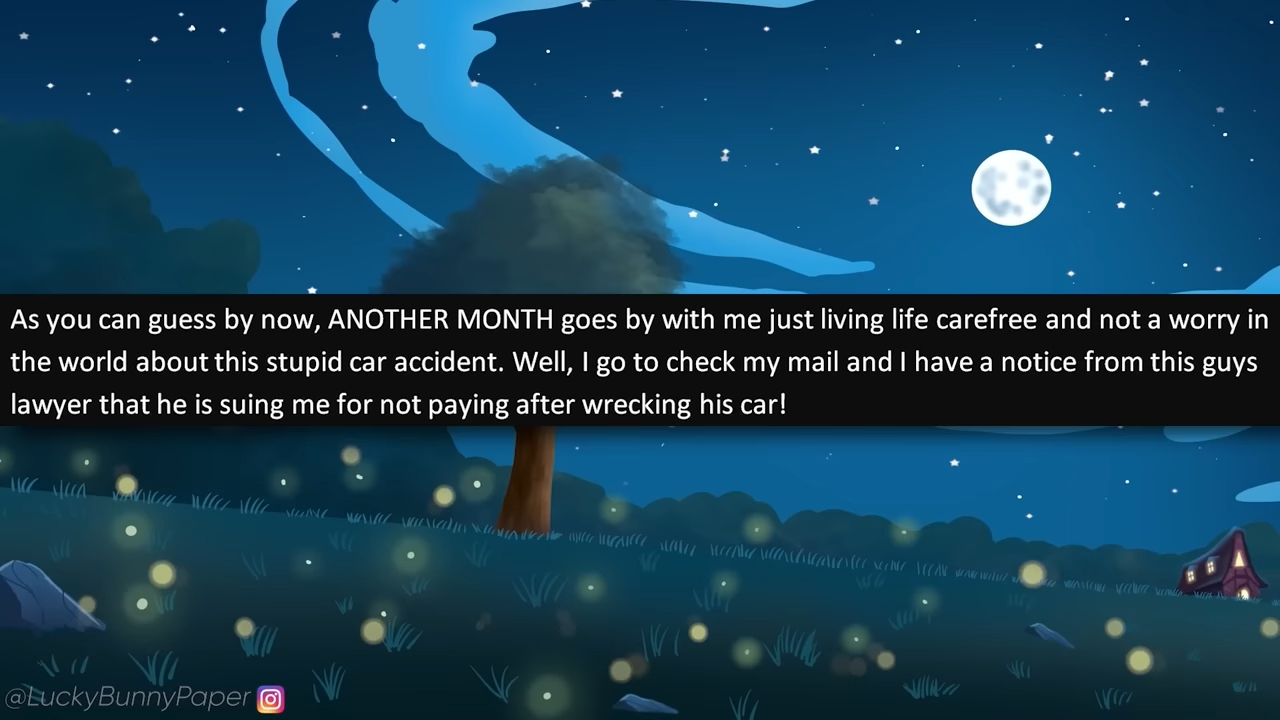 As you can guess by now, ANOTHER MONTH goes by with me just living life carefree and not a worry in
the world about this stupid car accident. Well, I go to check my mail and I have a notice from this guys
lawyer that he is suing me for not paying after wrecking his car!
@LuckyBunnyPaper